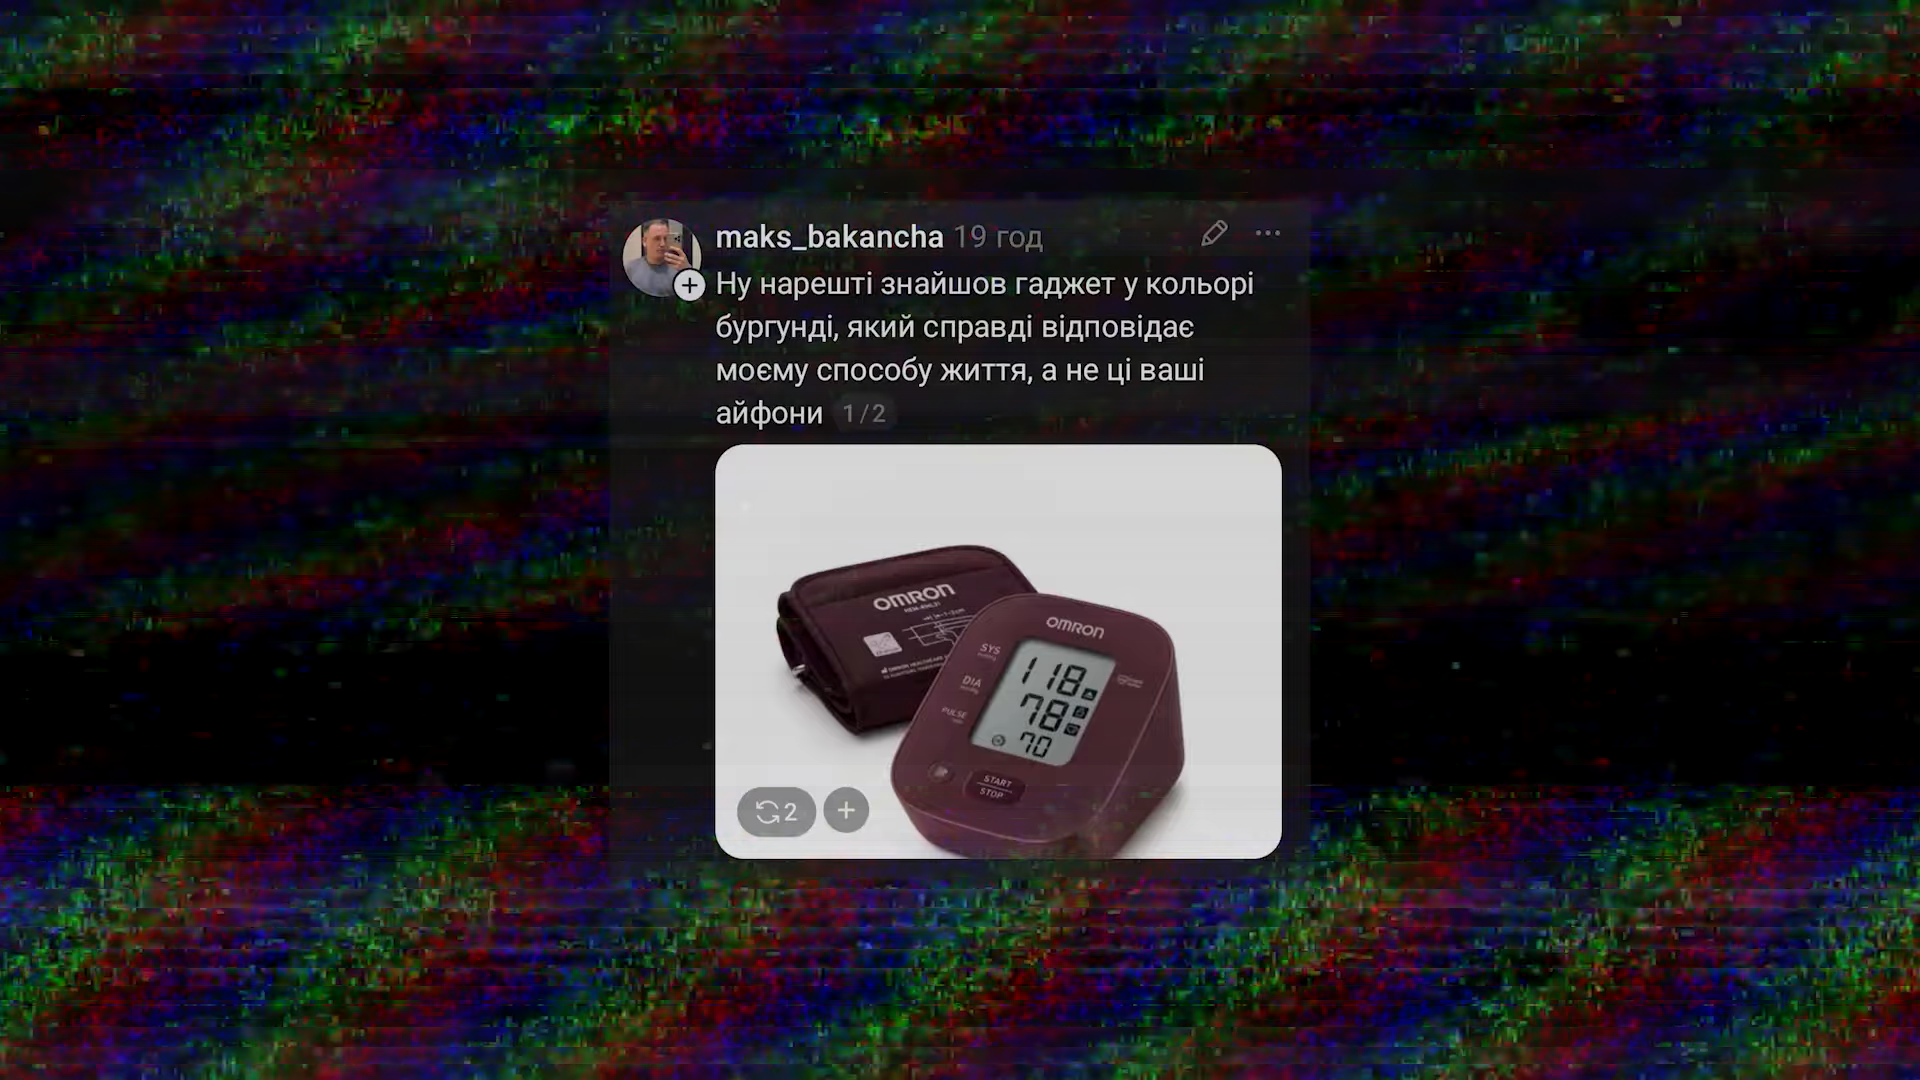 maks_bakancha 19 год
Ну нарешті знайшов гаджет у кольорі
бургунді, який справді відповідає
моєму способу життя, а не ці ваші
айфони 1/2
OMRON
OMRON
SYS
118
DIA
78
PULSE
70
START
STOP
2